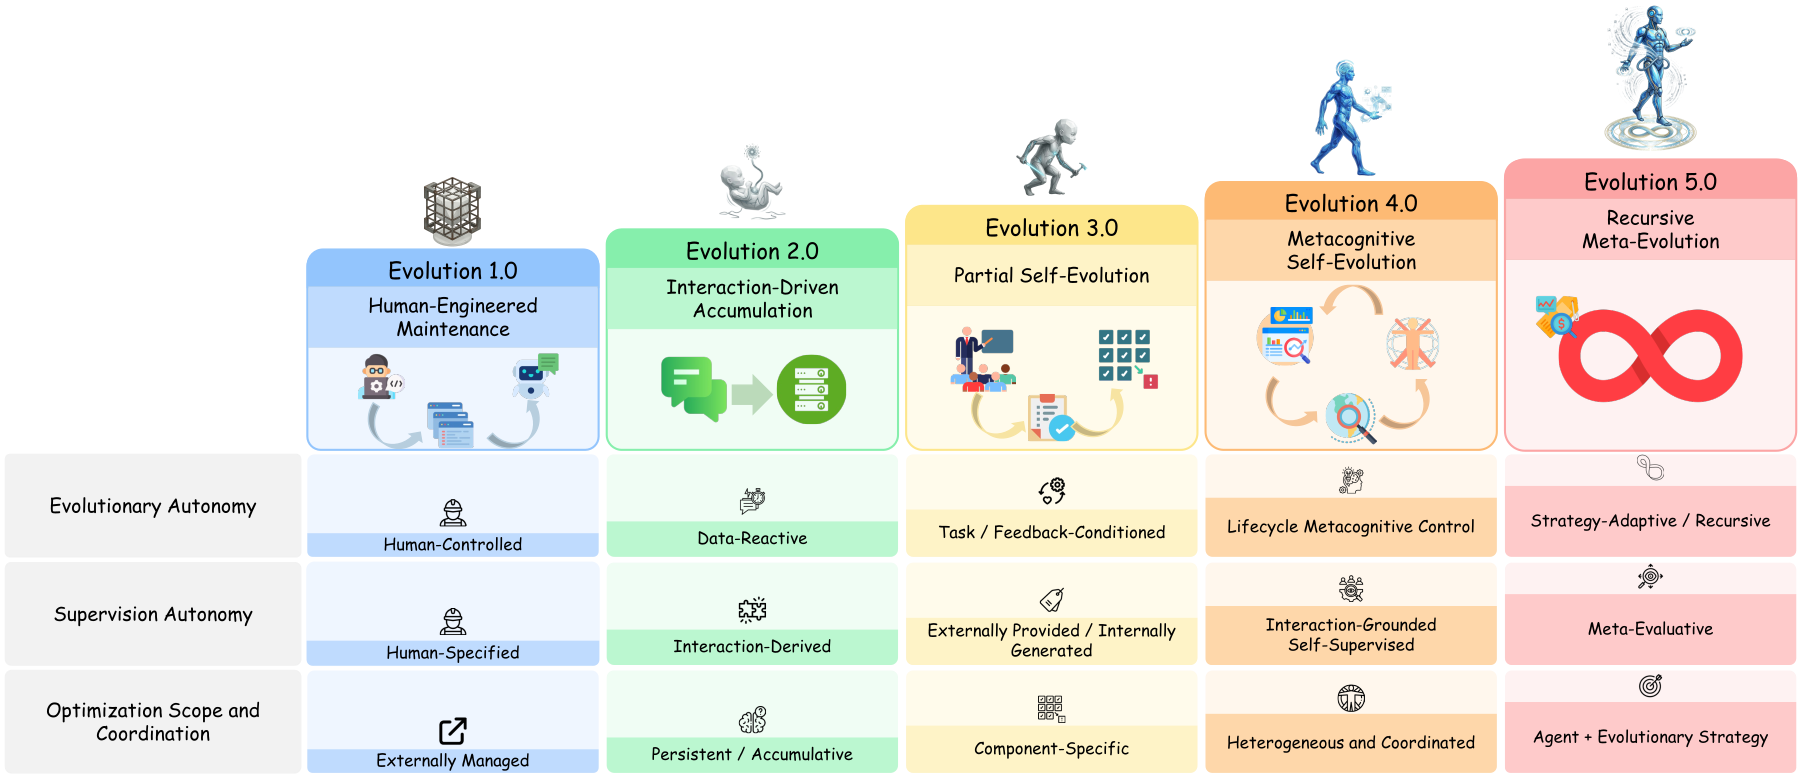 Evolution 1.0
Human-Engineered
Maintenance
Evolution 2.0
Interaction-Driven
Accumulation
Evolution 3.0
Partial Self-Evolution
Evolution 4.0
Metacognitive
Self-Evolution
Evolution 5.0
Recursive
Meta-Evolution
Evolutionary Autonomy
Human-Controlled
Data-Reactive
Task / Feedback-Conditioned
Lifecycle Metacognitive Control
Strategy-Adaptive / Recursive
Supervision Autonomy
Human-Specified
Interaction-Derived
Externally Provided / Internally
Generated
Interaction-Grounded
Self-Supervised
Meta-Evaluative
Optimization Scope and
Coordination
Externally Managed
Persistent / Accumulative
Component-Specific
Heterogeneous and Coordinated
Agent + Evolutionary Strategy